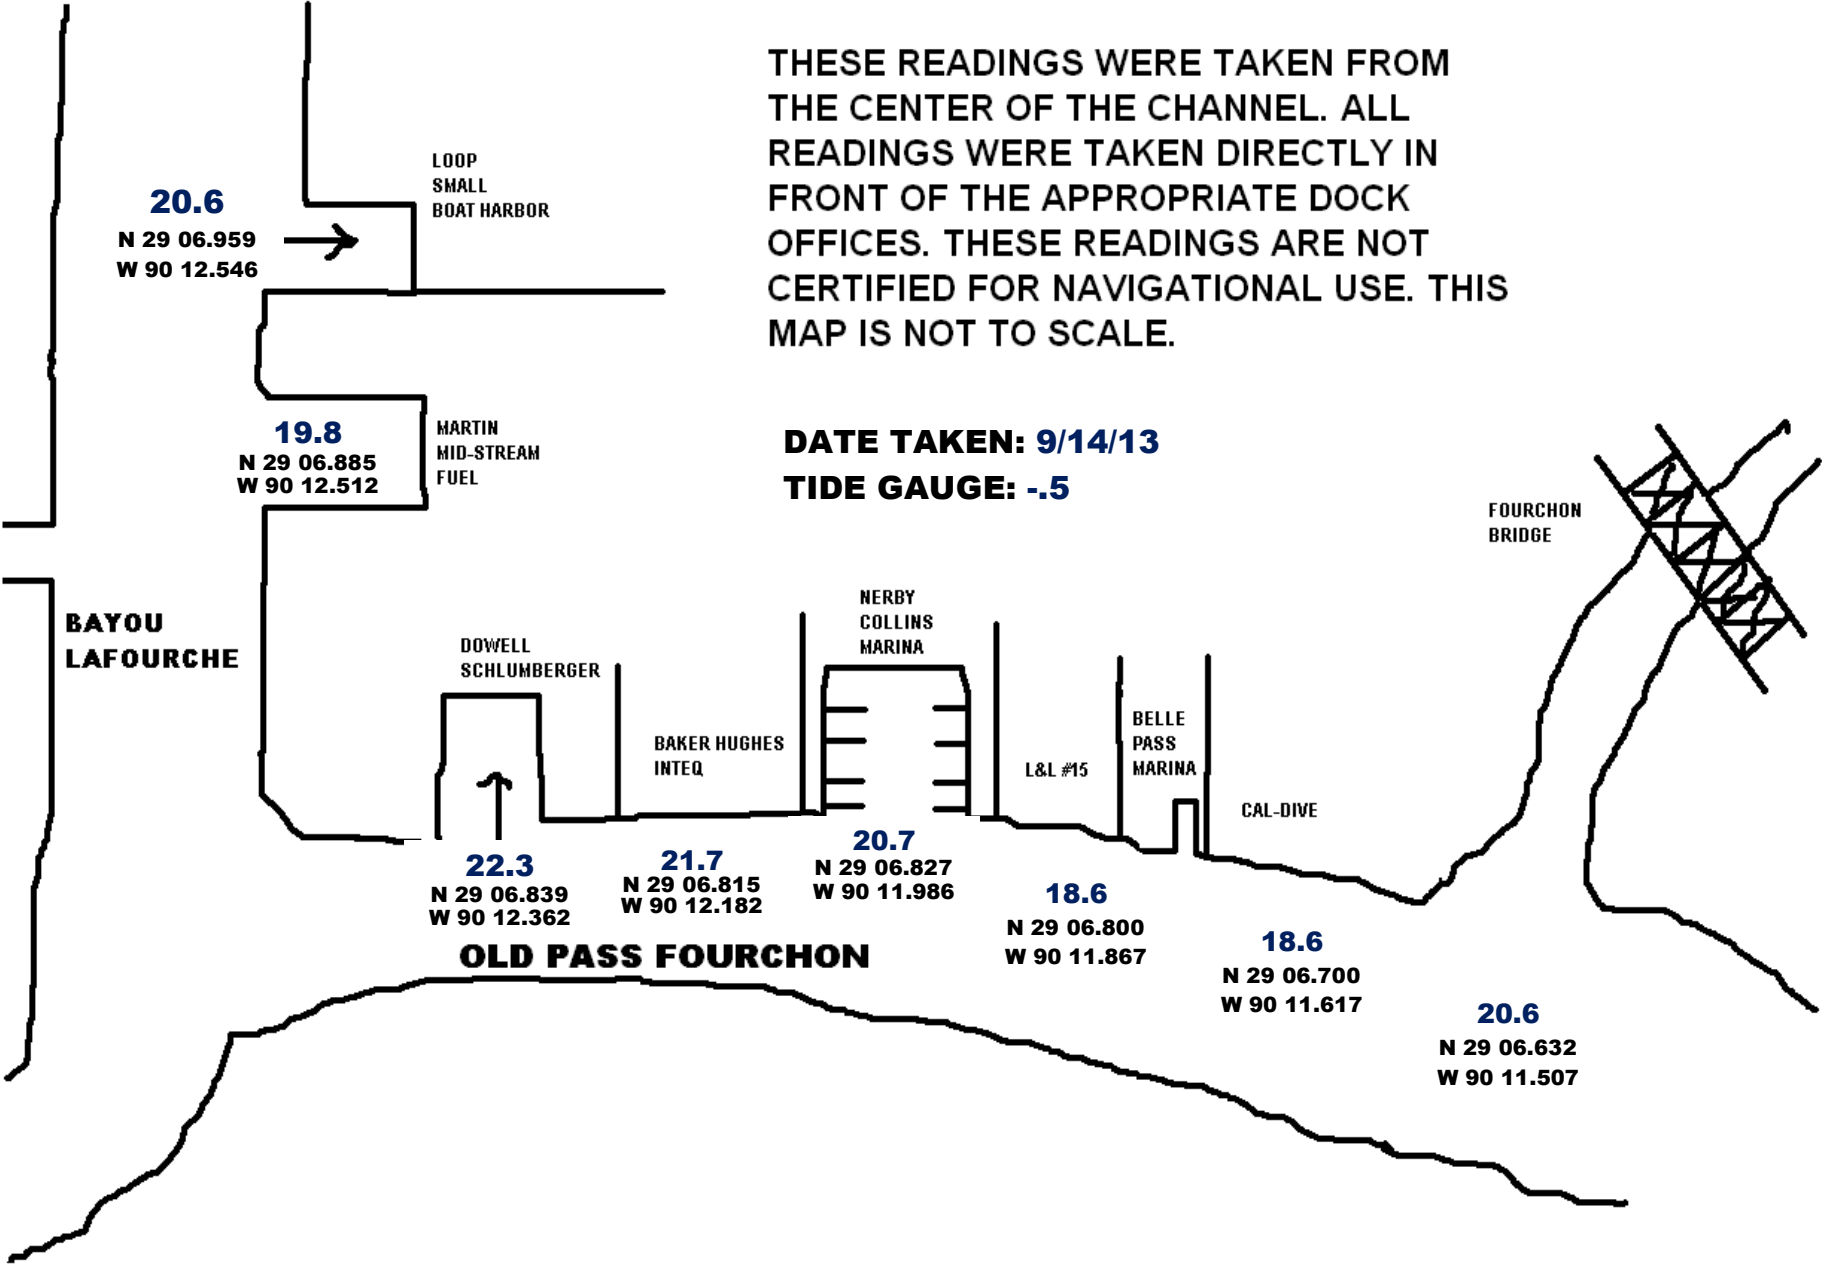 THESE READINGS WERE TAKEN FROM
THE CENTER OF THE CHANNEL. ALL
READINGS WERE TAKEN DIRECTLY IN
FRONT OF THE APPROPRIATE DOCK
OFFICES. THESE READINGS ARE NOT
CERTIFIED FOR NAVIGATIONAL USE. THIS
MAP IS NOT TO SCALE.
LOOP
SMALL
BOAT HARBOR
20.6
N 29 06.959
W 90 12.546
19.8
N 29 06.885
W 90 12.512
MARTIN
MID-STREAM
FUEL
DATE TAKEN: 9/14/13
TIDE GAUGE: -.5
FOURCHON
BRIDGE
BAYOU
LAFOURCHE
DOWELL
SCHLUMBERGER
BAKER HUGHES
INTEQ
NERBY
COLLINS
MARINA
L&L #15
BELLE
PASS
MARINA
CAL-DIVE
22.3
N 29 06.839
W 90 12.362
21.7
N 29 06.815
W 90 12.182
20.7
N 29 06.827
W 90 11.986
18.6
N 29 06.800
W 90 11.867
18.6
N 29 06.700
W 90 11.617
20.6
N 29 06.632
W 90 11.507
OLD PASS FOURCHON